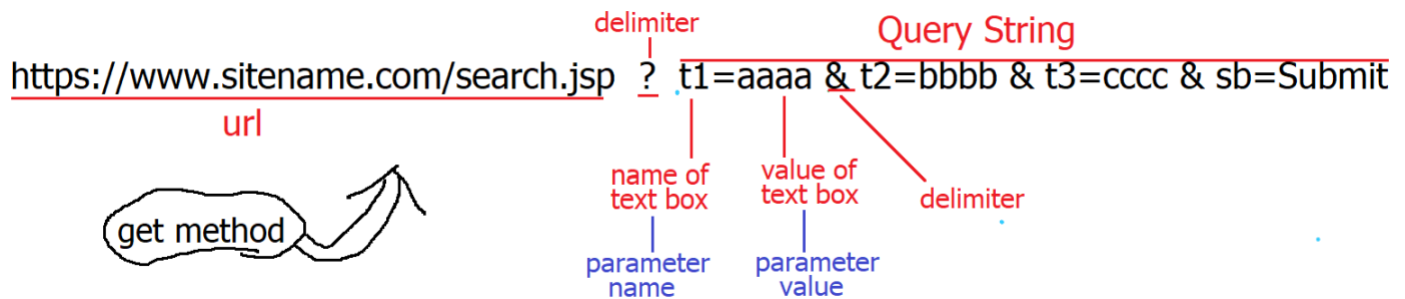 delimiter
Query String
https://www.sitename.com/search.jsp ? t1=aaaa & t2=bbbb & t3=cccc & sb=Submit
url
name of
text box
value of
text box
delimiter
get method
parameter
name
parameter
value